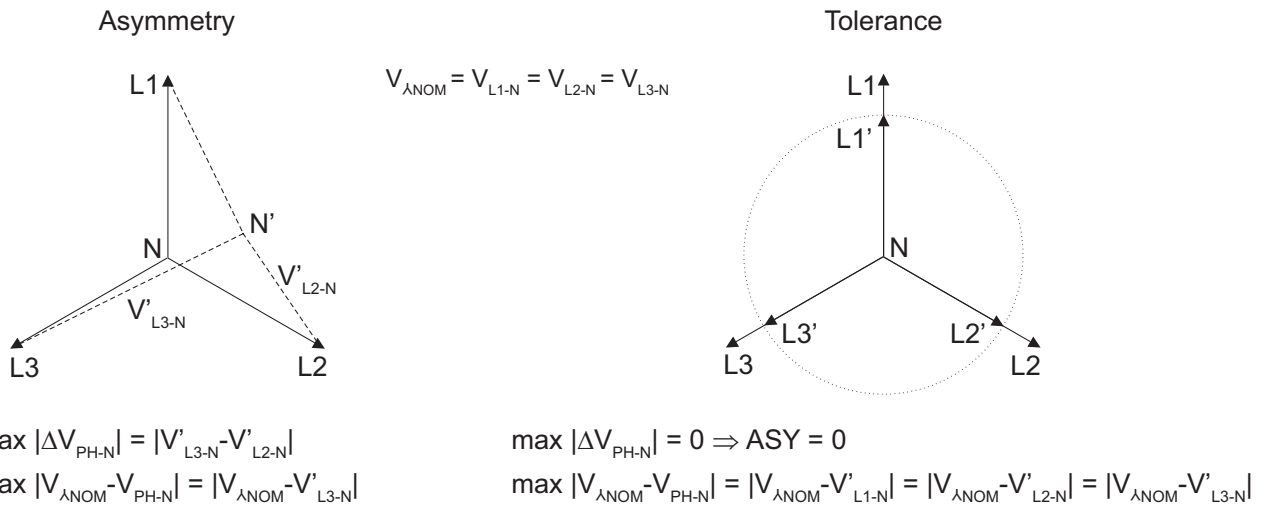 Asymmetry
Tolerance
V⅄NOM = VL1-N = VL2-N = VL3-N
L1
N'
N
V'L2-N
V'L3-N
L3
L2
L1
L1'
N
L3'
L2'
L3
L2
ax |ΔVPH-N| = |V'L3-N-V'L2-N|
ax |V⅄NOM-VPH-N| = |V⅄NOM-V'L3-N|
max |ΔVPH-N| = 0 ⇒ ASY = 0
max |V⅄NOM-VPH-N| = |V⅄NOM-V'L1-N| = |V⅄NOM-V'L2-N| = |V⅄NOM-V'L3-N|